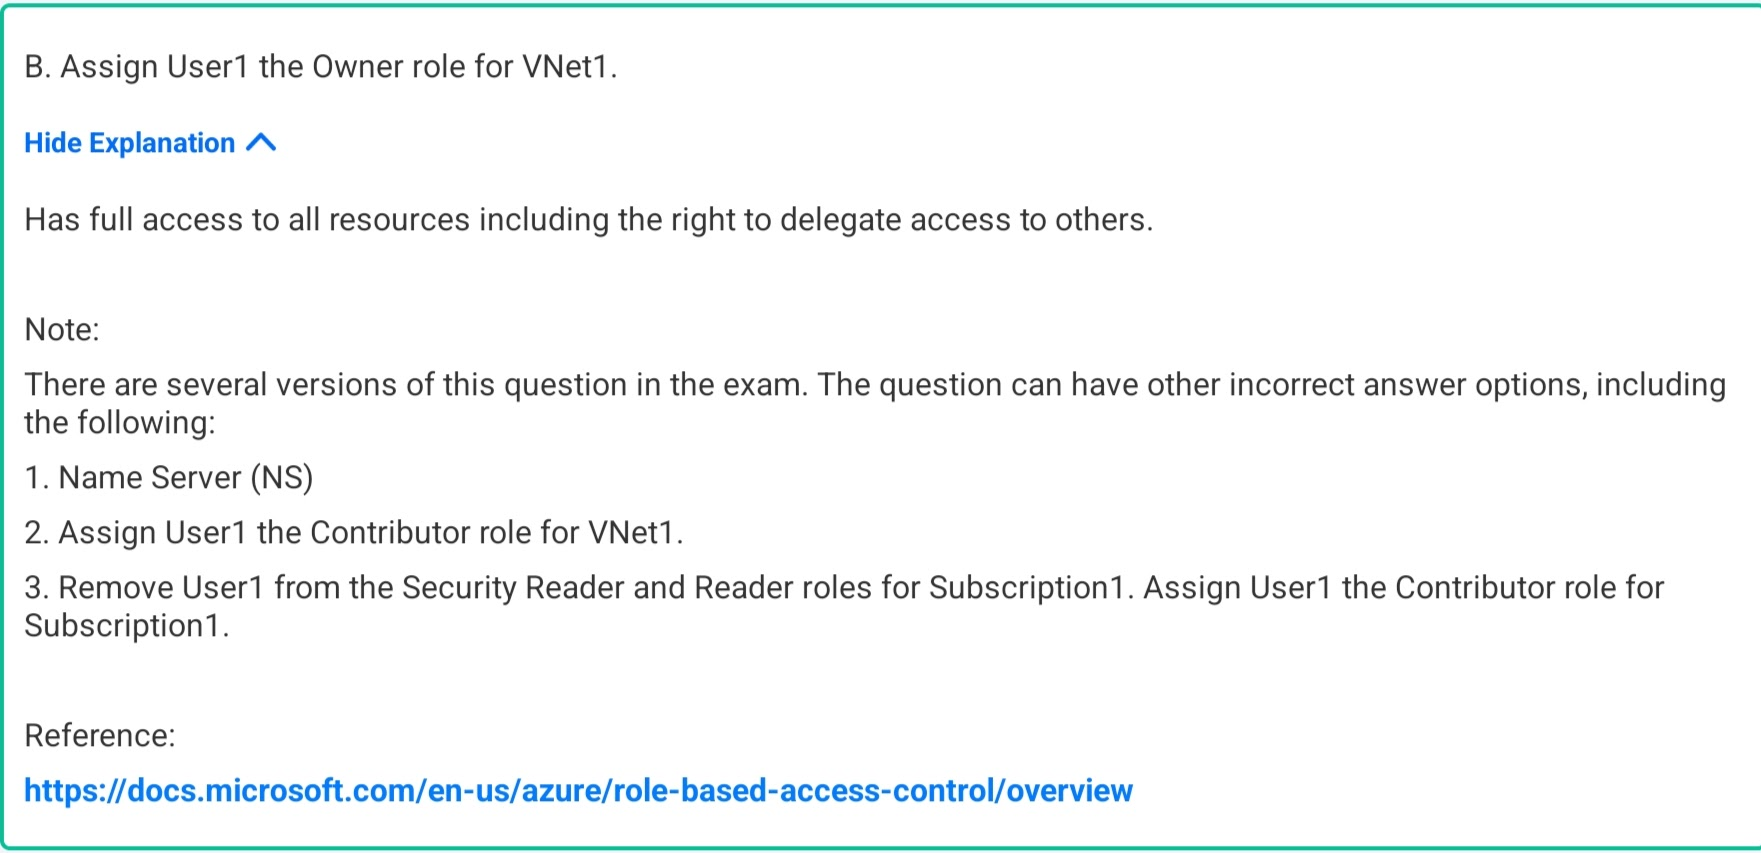 B. Assign User1 the Owner role for VNet1.
Hide Explanation
Has full access to all resources including the right to delegate access to others.
Note:
There are several versions of this question in the exam. The question can have other incorrect answer options, including
the following:
1. Name Server (NS)
2. Assign User1 the Contributor role for VNet1.
3. Remove User1 from the Security Reader and Reader roles for Subscription1. Assign User1 the Contributor role for
Subscription1.
Reference:
https://docs.microsoft.com/en-us/azure/role-based-access-control/overview